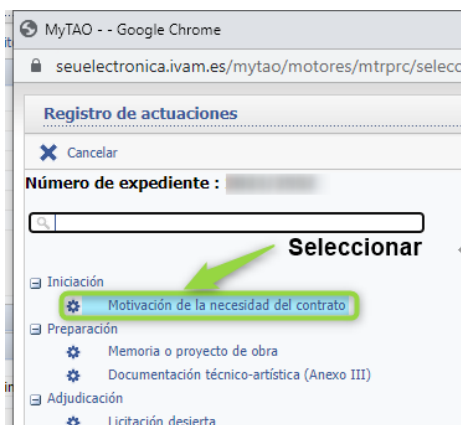 MyTAO - - Google Chrome
seuelectronica.ivam.es/mytao/motores/mtrprc/selecc
Registro de actuaciones
Cancelar
Número de expediente :
Seleccionar
Iniciación
Motivación de la necesidad del contrato
Preparación
Memoria o proyecto de obra
Documentación técnico-artística (Anexo III)
Adjudicación
Licitación desierta